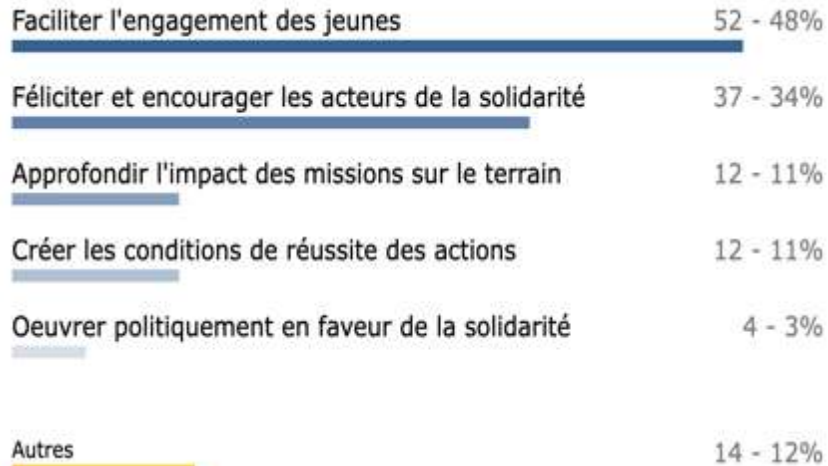 Faciliter l'engagement des jeunes 52 - 48%
Féliciter et encourager les acteurs de la solidarité 37 - 34%
Approfondir l'impact des missions sur le terrain 12 - 11%
Créer les conditions de réussite des actions 12 - 11%
Oeuvrer politiquement en faveur de la solidarité 4 - 3%
Autres 14 - 12%